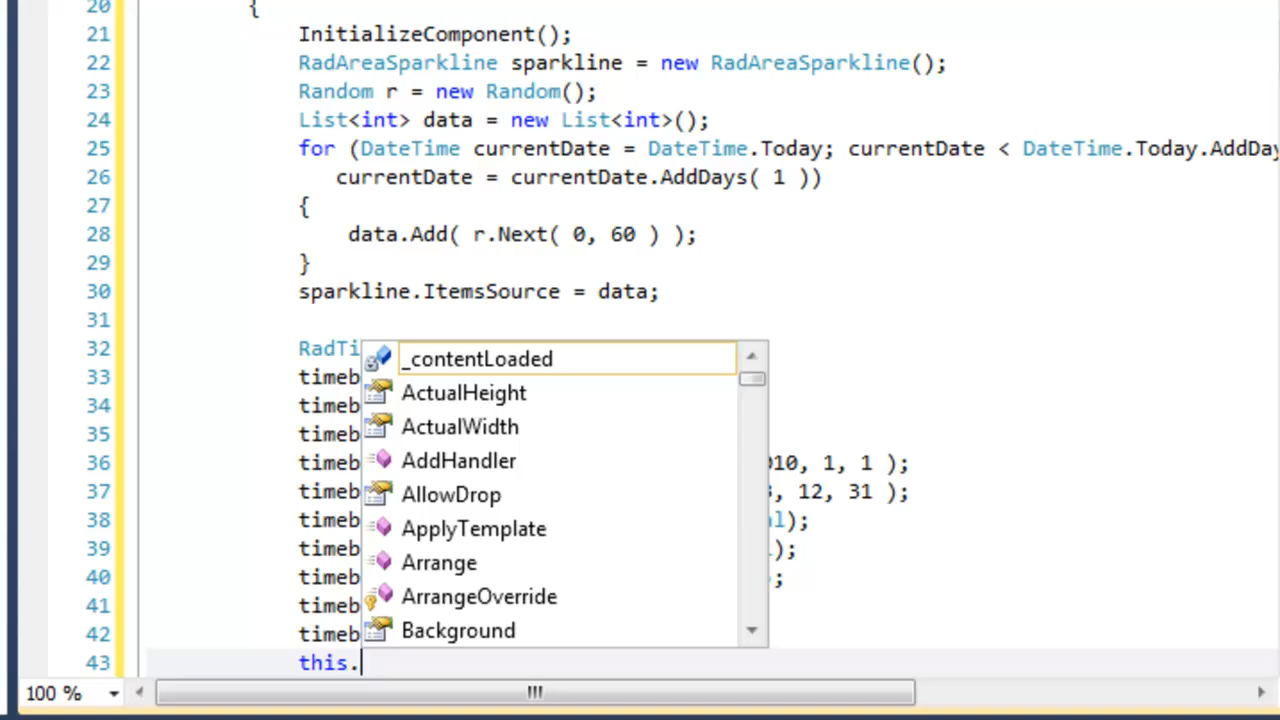 20 {
21 InitializeComponent();
22 RadAreaSparkline sparkline = new RadAreaSparkline();
23 Random r = new Random();
24 List<int> data = new List<int>();
25 for (DateTime currentDate = DateTime.Today; currentDate < DateTime.Today.AddDay
26 currentDate = currentDate.AddDays( 1 ))
27 {
28 data.Add( r.Next( 0, 60 ) );
29 }
30 sparkline.ItemsSource = data;
31
32 RadTi
_contentLoaded
33 timeb
ActualHeight
34 timeb
ActualWidth
35 timeb
36 timeb 010, 1, 1 );
AddHandler
37 timeb , 12, 31 );
AllowDrop
38 timeb l);
ApplyTemplate
39 timeb );
Arrange
40 timeb ;
ArrangeOverride
41 timeb
42 timeb
Background
43 this.
100 %